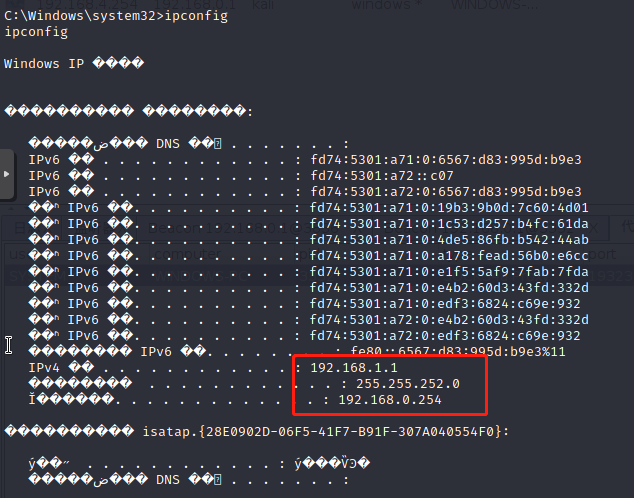 C:\Windows\system32>ipconfig
ipconfig
Windows IP ����
������������ ��������:
�����ض��� DNS ��׺ . . . . . . . :
IPv6 �� . . . . . . . . . . . . : fd74:5301:a71:0:6567:d83:995d:b9e3
IPv6 �� . . . . . . . . . . . . : fd74:5301:a72::c07
IPv6 �� . . . . . . . . . . . . : fd74:5301:a72:0:6567:d83:995d:b9e3
��ʱ IPv6 ��. . . . . . . . . . : fd74:5301:a71:0:19b3:9b0d:7c60:4d01
��ʱ IPv6 ��. . . . . . . . . . : fd74:5301:a71:0:1c53:d257:b4fc:61da
��ʱ IPv6 ��. . . . . . . . . . : fd74:5301:a71:0:4de5:86fb:b542:44ab
��ʱ IPv6 ��. . . . . . . . . . : fd74:5301:a71:0:a178:fead:56b0:e6cc
��ʱ IPv6 ��. . . . . . . . . . : fd74:5301:a71:0:e1f5:5af9:7fab:7fda
��ʱ IPv6 ��. . . . . . . . . . : fd74:5301:a71:0:e4b2:60d3:43fd:332d
��ʱ IPv6 ��. . . . . . . . . . : fd74:5301:a71:0:edf3:6824:c69e:932
��ʱ IPv6 ��. . . . . . . . . . : fd74:5301:a72:0:e4b2:60d3:43fd:332d
��ʱ IPv6 ��. . . . . . . . . . : fd74:5301:a72:0:edf3:6824:c69e:932
�������� IPv6 ��. . . . . . . . : fe80::6567:d83:995d:b9e3%11
IPv4 �� . . . . . . . . . . . . : 192.168.1.1
�������� . . . . . . . . . . . . : 255.255.252.0
Ĭ������. . . . . . . . . . . . . : 192.168.0.254
������������ isatap.{28E0902D-06F5-41F7-B91F-307A040554F0}:
ý��״̬ . . . . . . . . . . . . : ý���ѶϿ�
�����ض��� DNS ��׺ . . . . . . . :